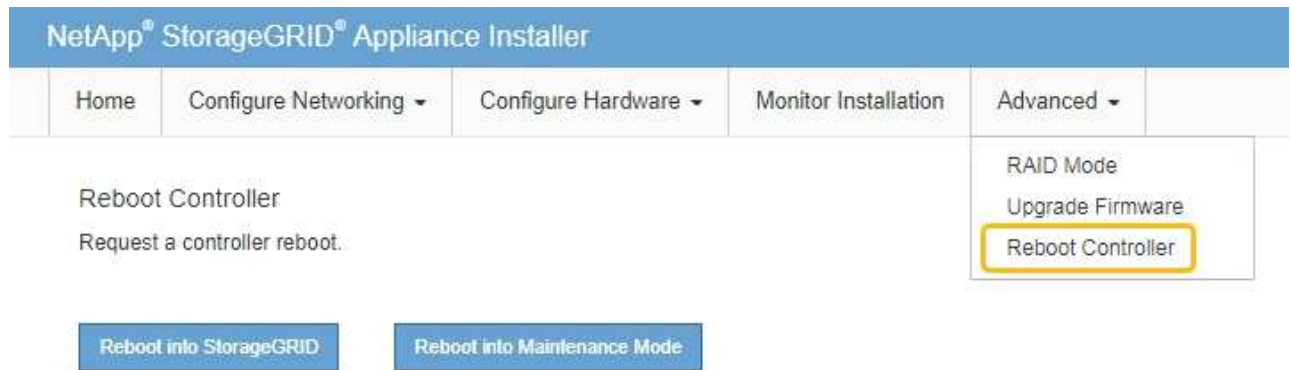 NetApp® StorageGRID® Appliance Installer
Home Configure Networking Configure Hardware Monitor Installation Advanced
RAID Mode
Upgrade Firmware
Reboot Controller
Reboot Controller
Request a controller reboot.
Reboot into StorageGRID Reboot into Maintenance Mode